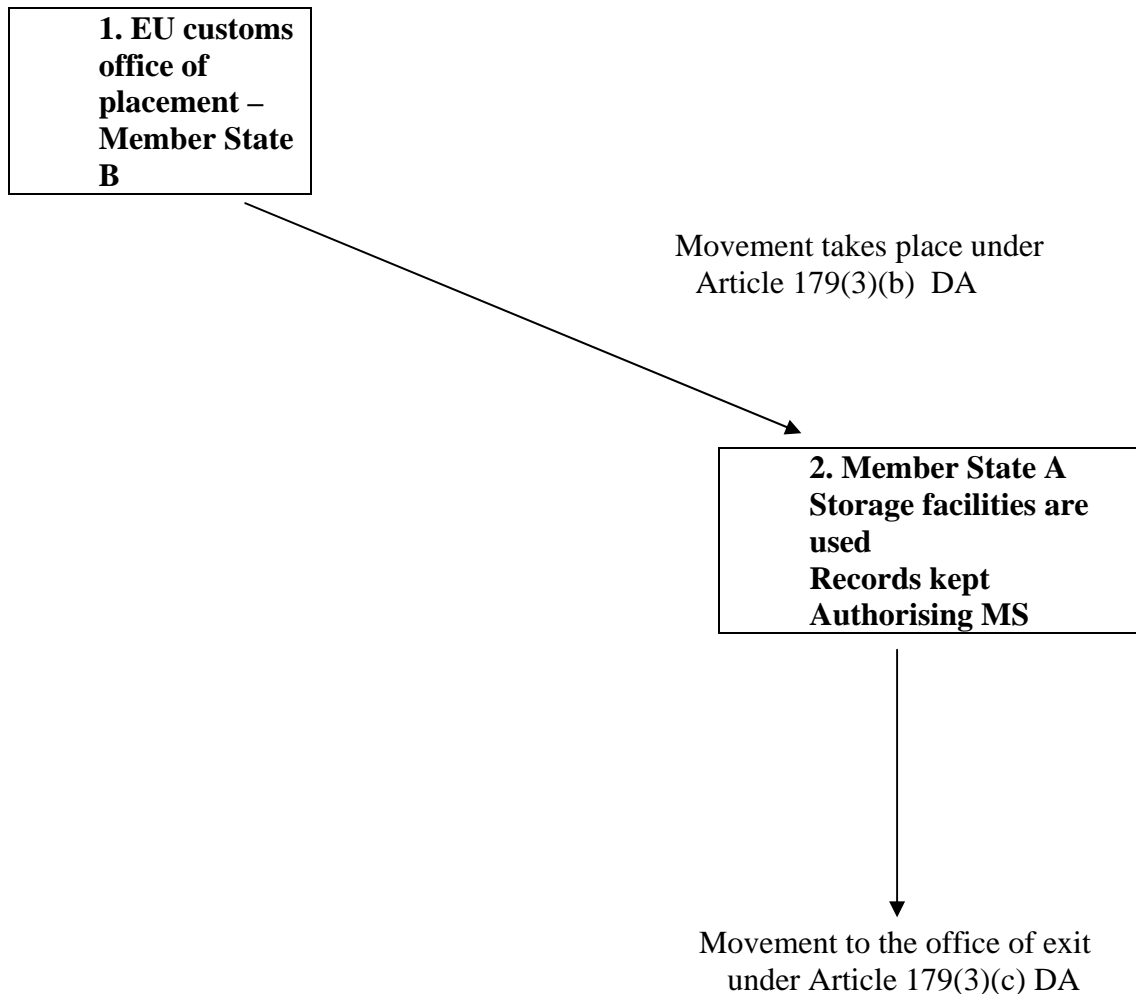 1. EU customs
office of
placement –
Member State
B
Movement takes place under
Article 179(3)(b) DA
2. Member State A
Storage facilities are
used
Records kept
Authorising MS
Movement to the office of exit
under Article 179(3)(c) DA